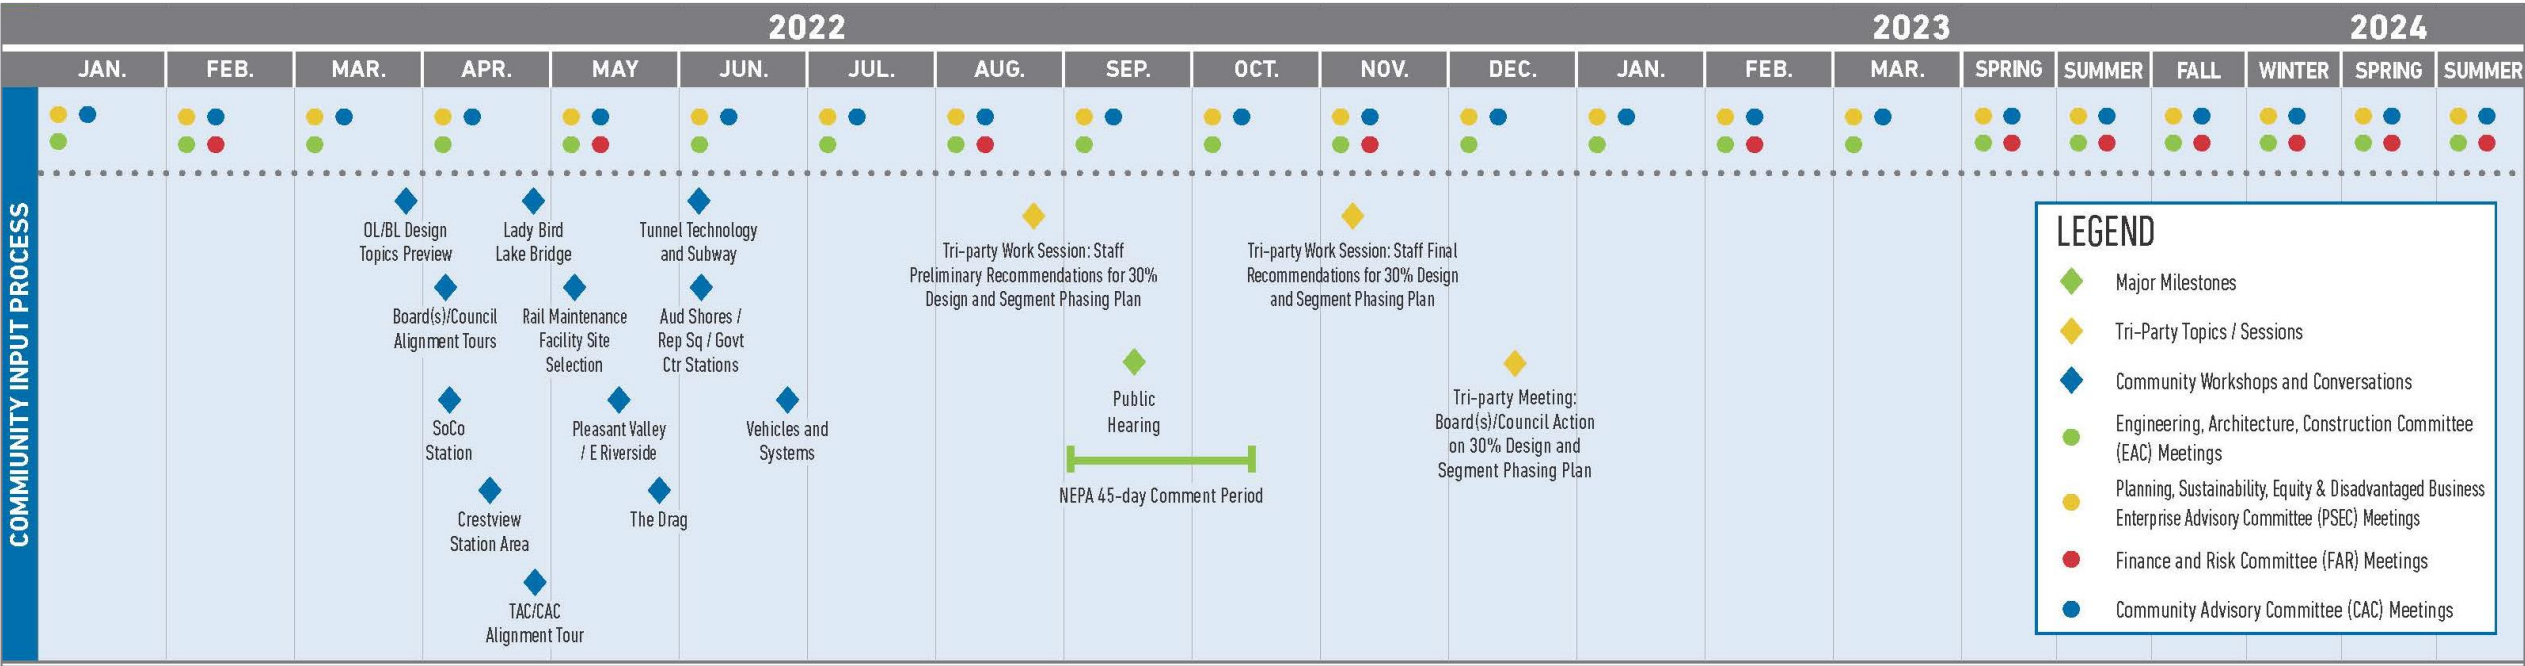 2022
2023
2024
JAN.
FEB.
MAR.
APR.
MAY
JUN.
JUL.
AUG.
SEP.
OCT.
NOV.
DEC.
JAN.
FEB.
MAR.
SPRING
SUMMER
FALL
WINTER
SPRING
SUMMER
COMMIUNITY INPUT PROCESS
OL/BL Design
Topics Preview
Lady Bird
Lake Bridge
Tunnel Technology
and Subway
Board(s)/Council
Alignment Tours
Rail Maintenance
Facility Site
Selection
Aud Shores /
Rep Sq / Govt
Ctr Stations
SoCo
Station
Pleasant Valley
/ E Riverside
Vehicles and
Systems
Crestview
Station Area
The Drag
TAC/CAC
Alignment Tour
Tri-party Work Session: Staff
Preliminary Recommendations for 30%
Design and Segment Phasing Plan
Public
Hearing
NEPA 45-day Comment Period
Tri-party Work Session: Staff Final
Recommendations for 30% Design
and Segment Phasing Plan
Tri-party Meeting:
Board(s)/Council Action
on 30% Design and
Segment Phasing Plan
LEGEND
Major Milestones
Tri-Party Topics / Sessions
Community Workshops and Conversations
Engineering, Architecture, Construction Committee
(EAC) Meetings
Planning, Sustainability, Equity & Disadvantaged Business
Enterprise Advisory Committee (PSEC) Meetings
Finance and Risk Committee (FAR) Meetings
Community Advisory Committee (CAC) Meetings